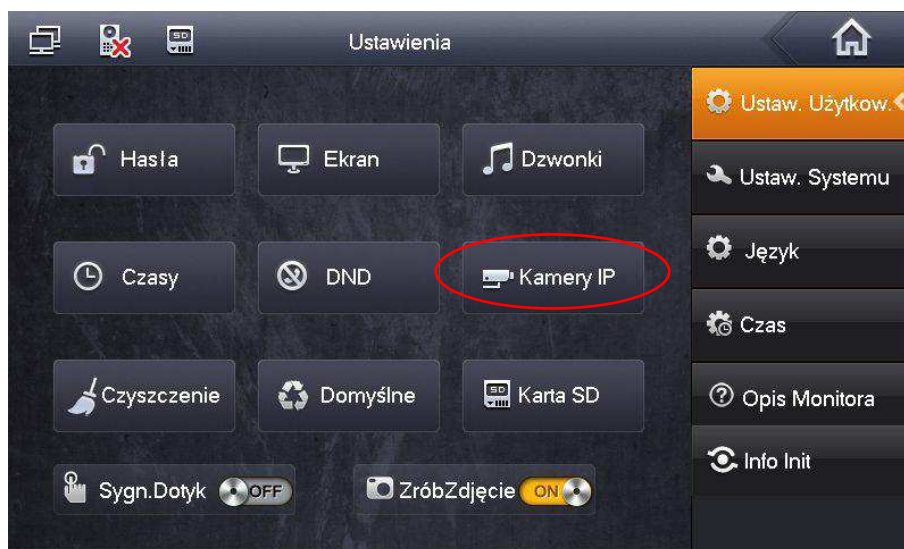 SD
Ustawienia
Ustaw. Użytkow.
Hasła
Ekran
Dzwonki
Ustaw. Systemu
Język
Czasy
DND
Kamery IP
Czas
Czyszczenie
Domyślne
SD
Karta SD
Opis Monitora
Info Init
Sygn.Dotyk
OFF
ZróbZdjęcie
ON